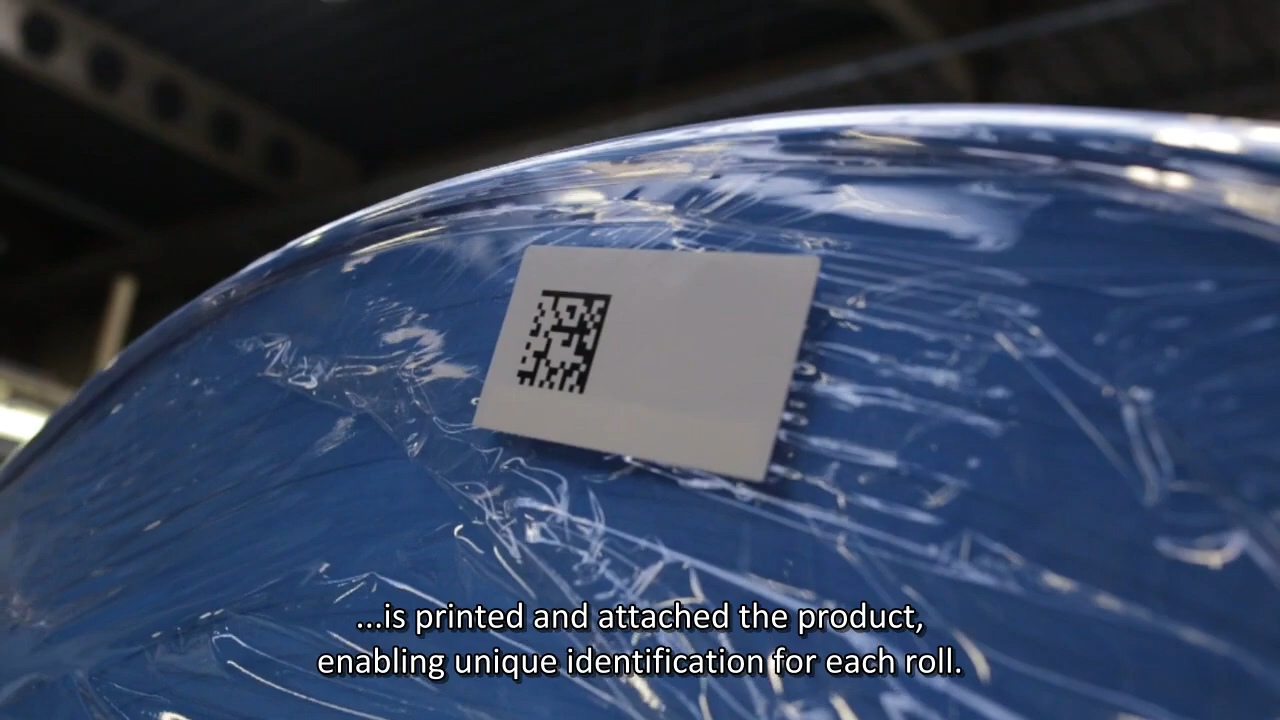 ...is printed and attached the product,
enabling unique identification for each roll.